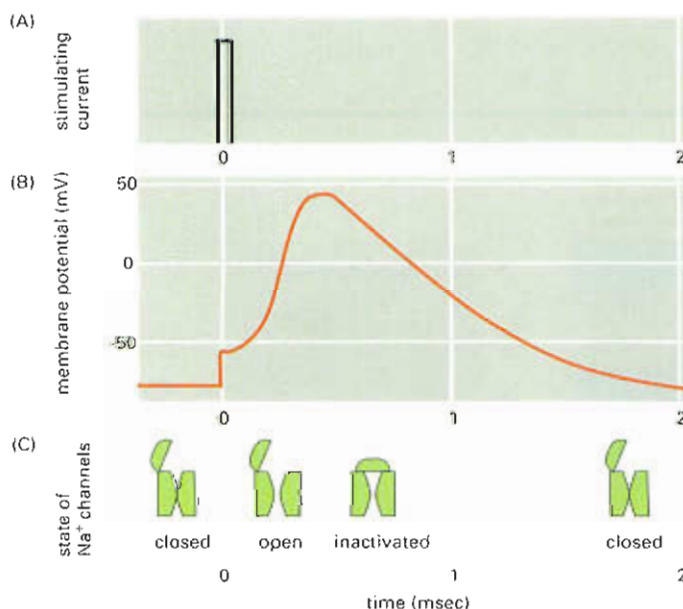 (A)
stimulating
current
0
1
2
(B)
membrane potential (mV)
50
0
-50
0
1
2
(C)
state of
Na⁺ channels
closed
open
inactivated
closed
0
1
2
time (msec)